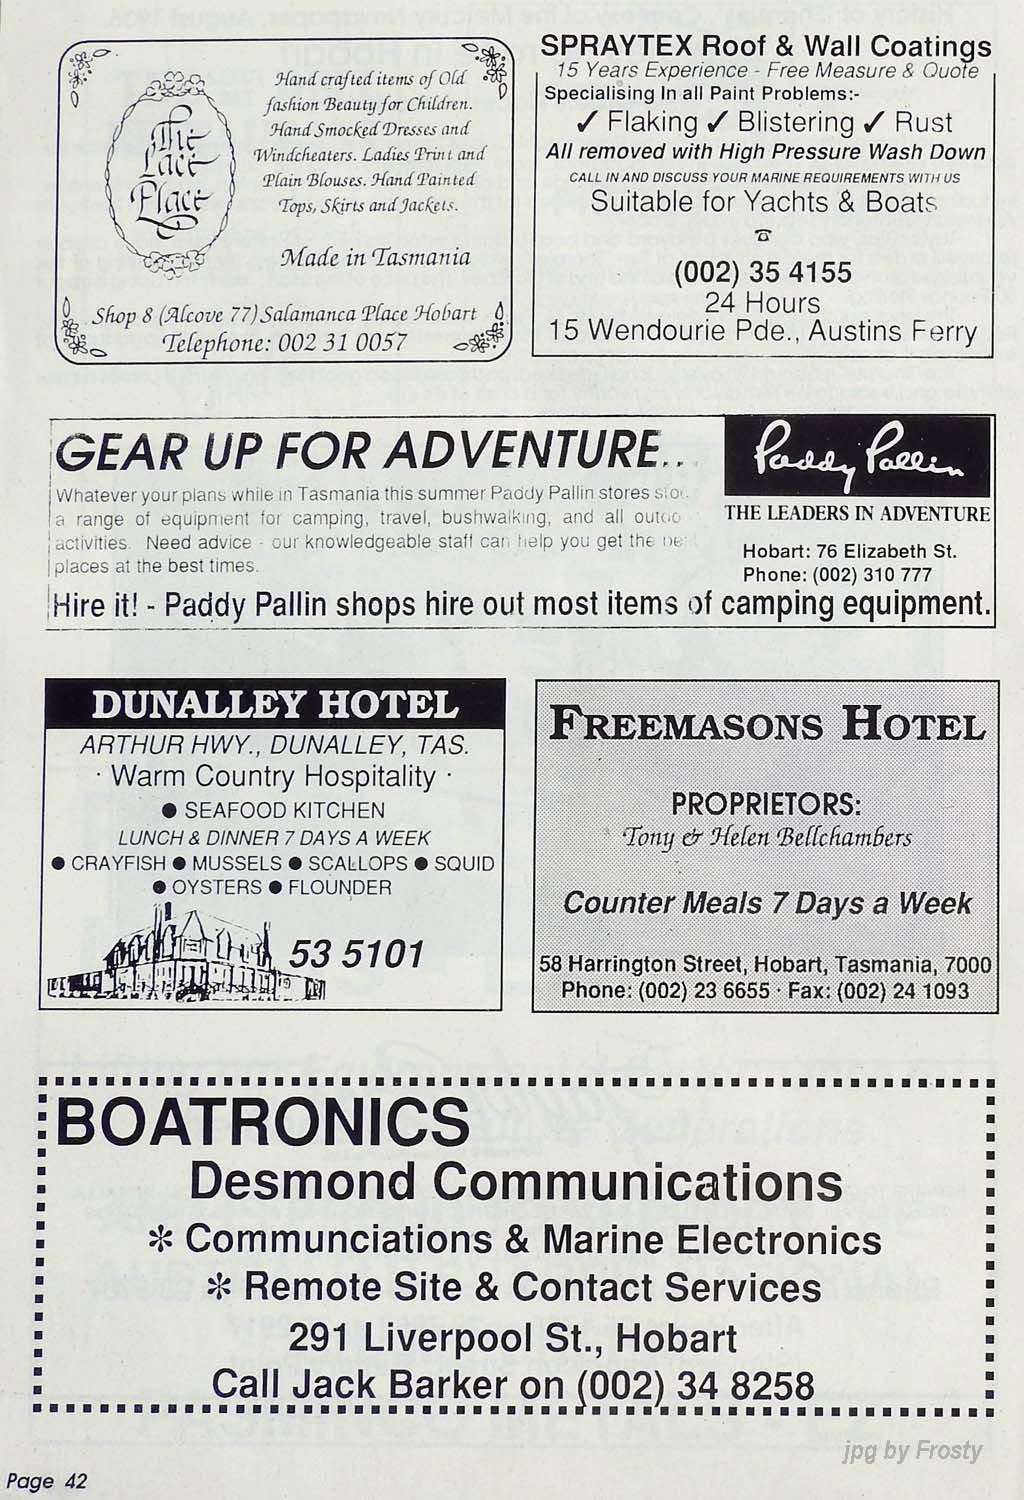 The
Lace
Place
Hand crafted items of Old
fashion Beauty for Children.
Hand Smocked Dresses and
Windcheaters. Ladies Print and
Plain Blouses. Hand Painted
Tops, Skirts and Jackets.
Made in Tasmania
Shop 8 (Alcove 77) Salamanca Place Hobart
Telephone: 002 31 0057
SPRAYTEX Roof & Wall Coatings
15 Years Experience - Free Measure & Quote
Specialising In all Paint Problems:-
✓ Flaking ✓ Blistering ✓ Rust
All removed with High Pressure Wash Down
CALL IN AND DISCUSS YOUR MARINE REQUIREMENTS WITH US
Suitable for Yachts & Boats
☎
(002) 35 4155
24 Hours
15 Wendourie Pde., Austins Ferry
GEAR UP FOR ADVENTURE...
Whatever your plans while in Tasmania this summer Paddy Pallin stores
a range of equipment for camping, travel, bushwalking, and all
activities. Need advice - our knowledgeable staff can help you get the
places at the best times.
Paddy Pallin
THE LEADERS IN ADVENTURE
Hobart: 76 Elizabeth St.
Phone: (002) 310 777
Hire it! - Paddy Pallin shops hire out most items of camping equipment.
DUNALLEY HOTEL
ARTHUR HWY., DUNALLEY, TAS.
· Warm Country Hospitality ·
● SEAFOOD KITCHEN
LUNCH & DINNER 7 DAYS A WEEK
● CRAYFISH ● MUSSELS ● SCALLOPS ● SQUID
● OYSTERS ● FLOUNDER
53 5101
FREEMASONS HOTEL
PROPRIETORS:
Tony & Helen Bellchambers
Counter Meals 7 Days a Week
58 Harrington Street, Hobart, Tasmania, 7000
Phone: (002) 23 6655 · Fax: (002) 24 1093
BOATRONICS
Desmond Communications
* Communciations & Marine Electronics
* Remote Site & Contact Services
291 Liverpool St., Hobart
Call Jack Barker on (002) 34 8258
jpg by Frosty
Page 42